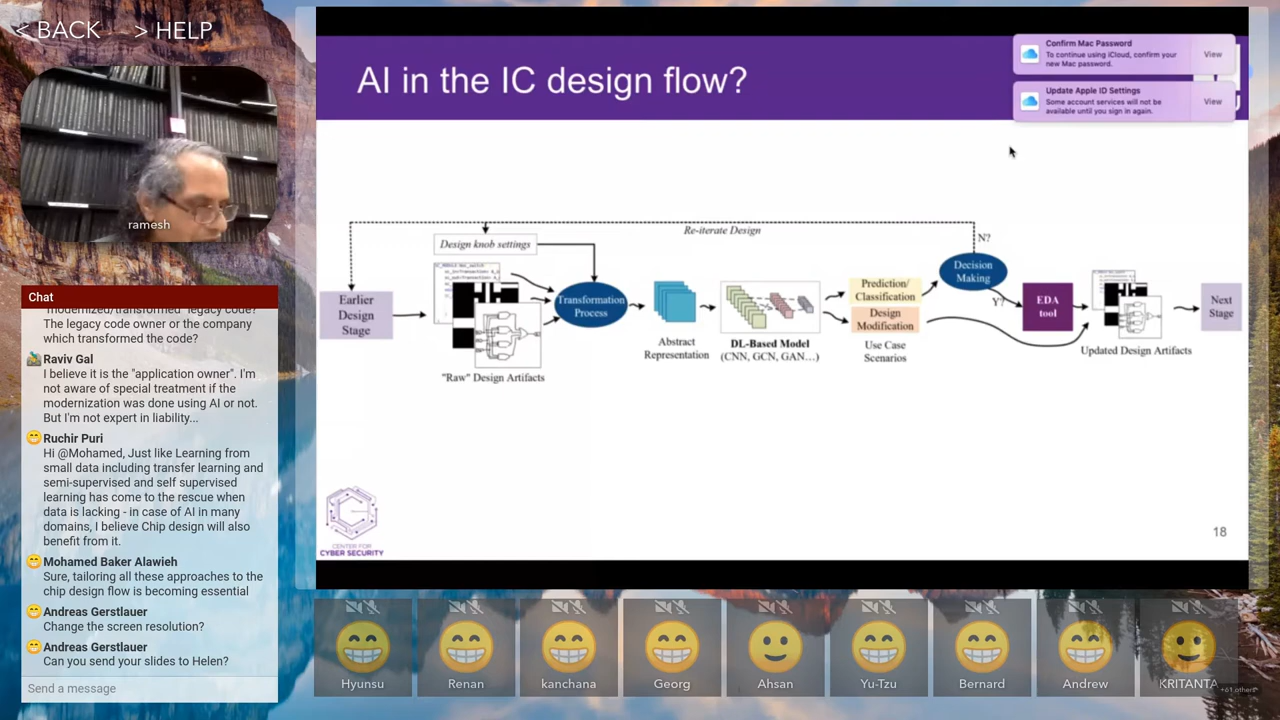 < BACK
> HELP
ramesh
Chat
"modernized/transformed" legacy code?
The legacy code owner or the company
which transformed the code?
Raviv Gal
I believe it is the "application owner". I'm
not aware of special treatment if the
modernization was done using AI or not.
But I'm not expert in liability...
Ruchir Puri
Hi @Mohamed, Just like Learning from
small data including transfer learning and
semi-supervised and self supervised
learning has come to the rescue when
data is lacking - in case of AI in many
domains, I believe Chip design will also
benefit from it.
Mohamed Baker Alawieh
Sure, tailoring all these approaches to the
chip design flow is becoming essential
Andreas Gerstlauer
Change the screen resolution?
Andreas Gerstlauer
Can you send your slides to Helen?
Send a message
AI in the IC design flow?
Confirm Mac Password
To continue using iCloud, confirm your
new Mac password.
View
Update Apple ID Settings
Some account services will not be
available until you sign in again.
View
Re-iterate Design
N?
Design knob settings
Earlier
Design
Stage
"Raw" Design Artifacts
Transformation
Process
Abstract
Representation
DL-Based Model
(CNN, GCN, GAN...)
Prediction/
Classification
Design
Modification
Use Case
Scenarios
Decision
Making
Y?
EDA
tool
Updated Design Artifacts
Next
Stage
CENTER FOR
CYBER SECURITY
18
Hyunsu
Renan
kanchana
Georg
Ahsan
Yu-Tzu
Bernard
Andrew
KRITANTA
+61 others